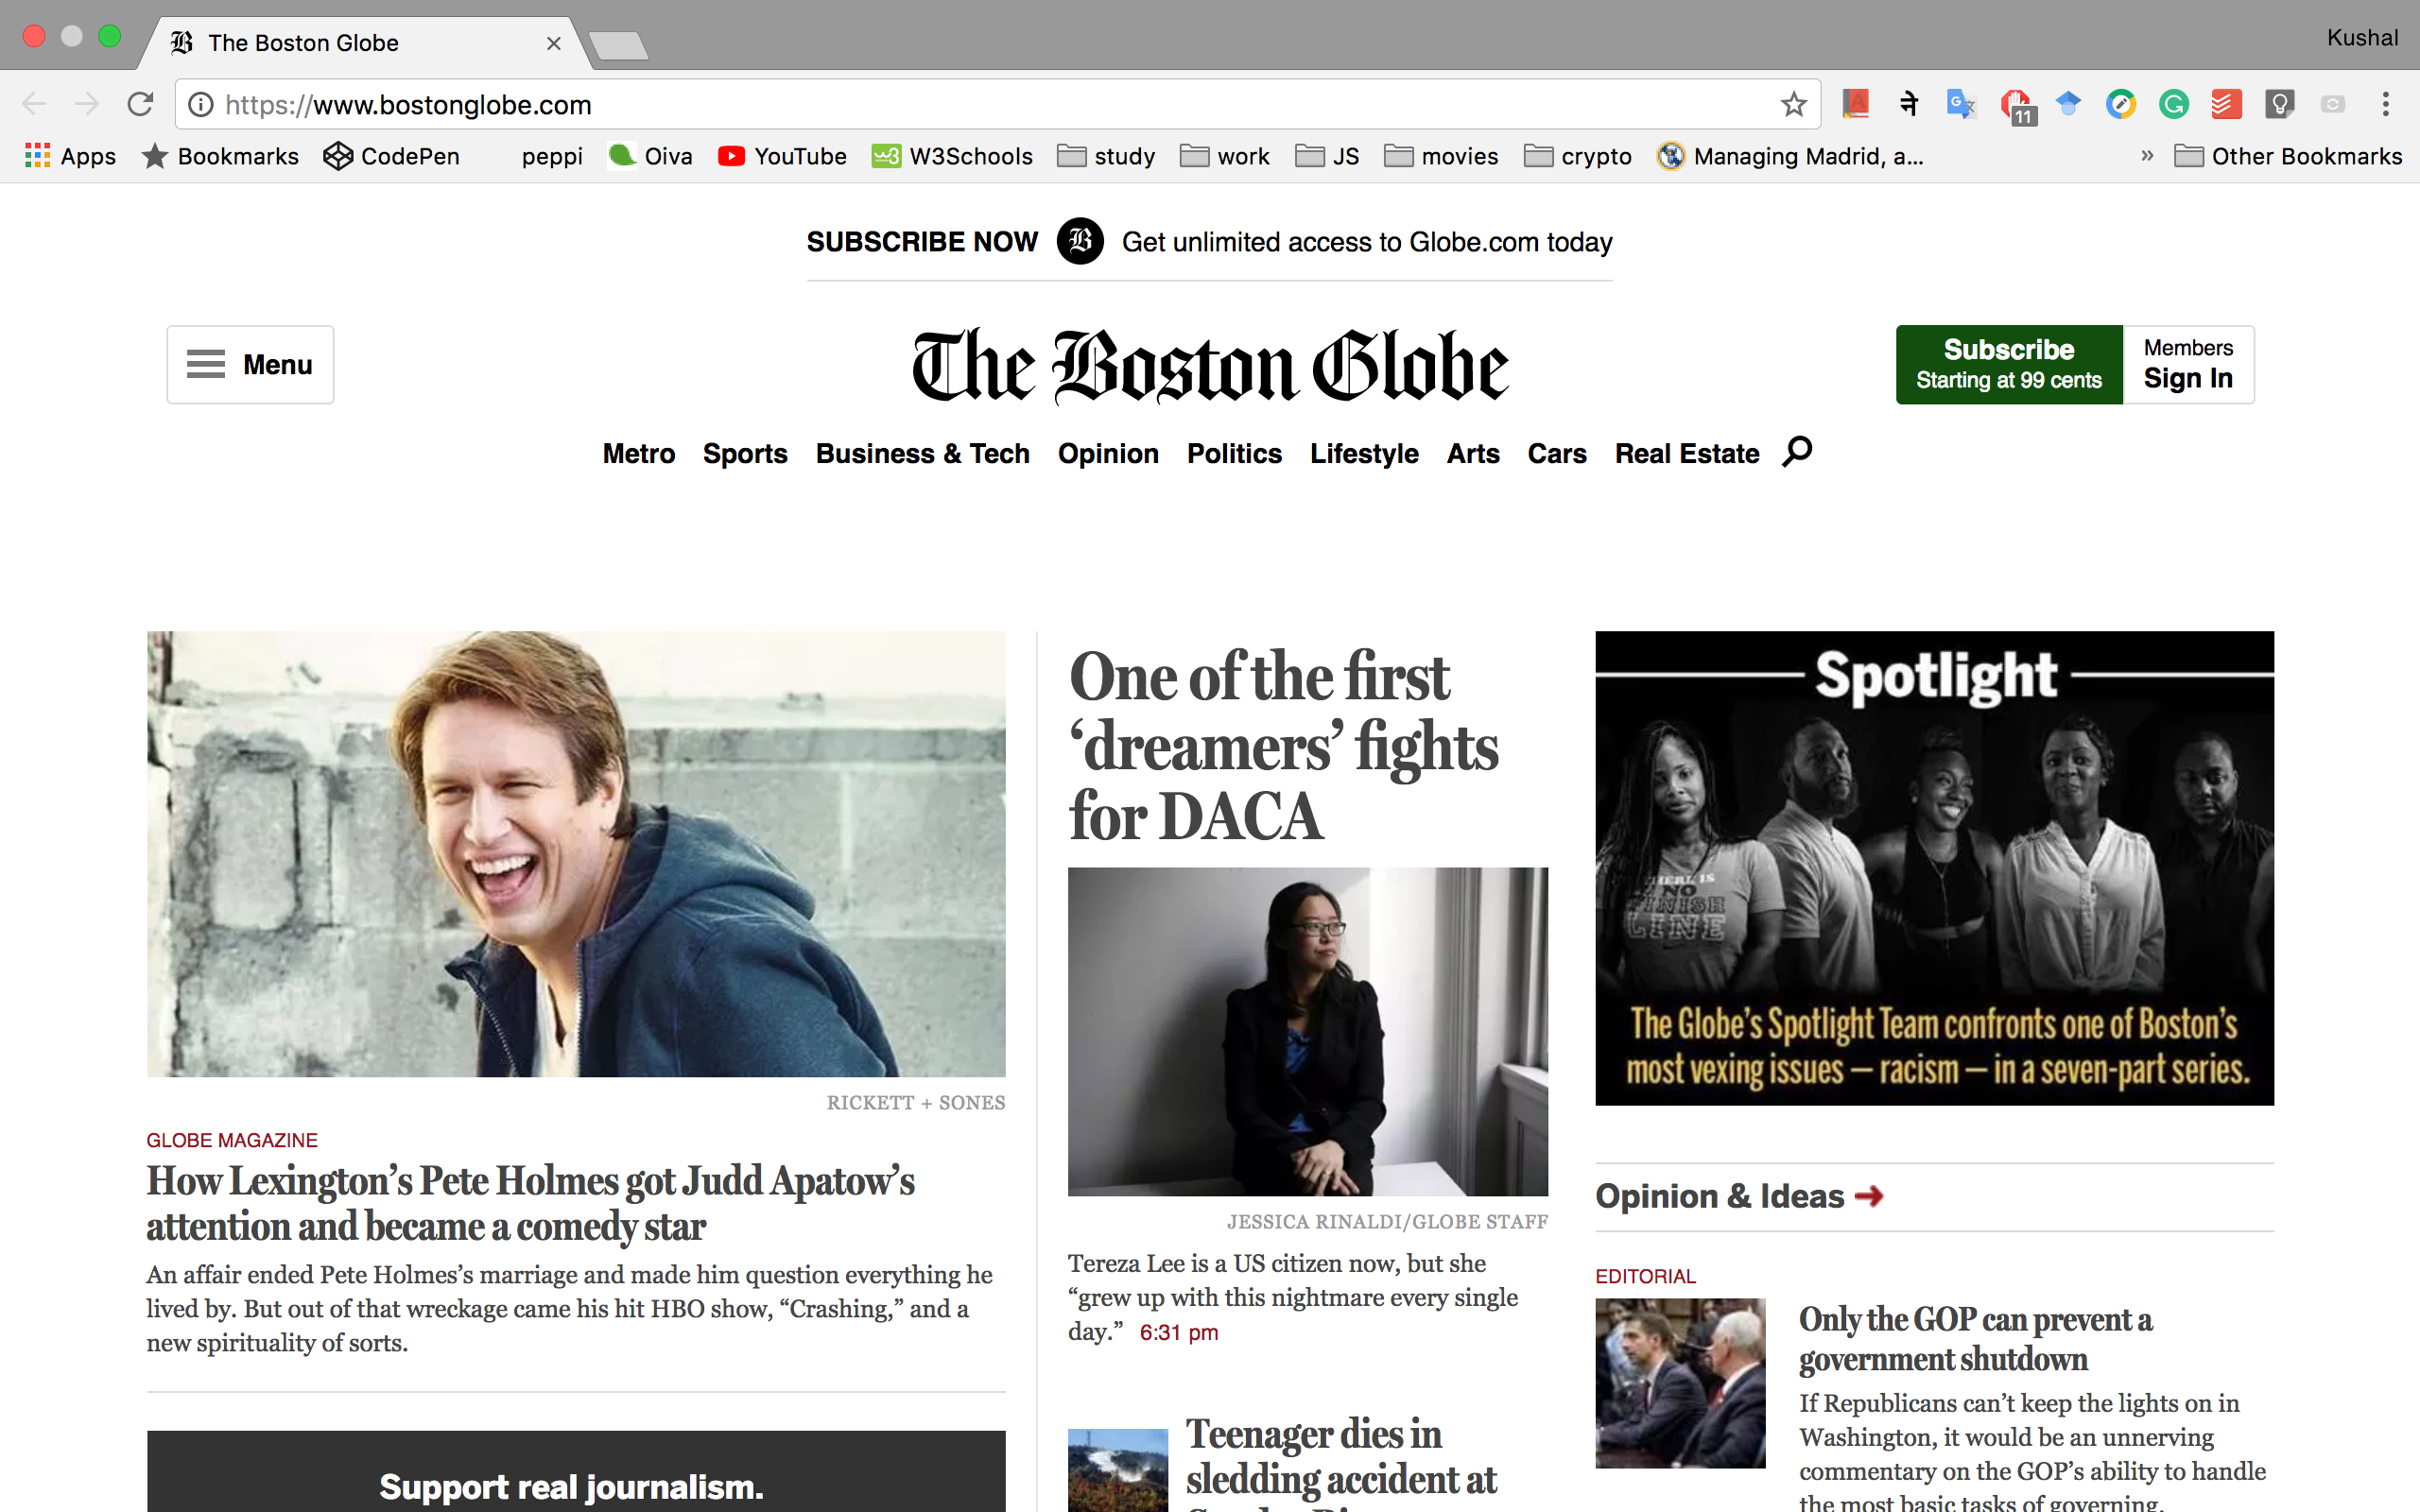 The Boston Globe
Kushal
https://www.bostonglobe.com
11
Apps Bookmarks CodePen peppi Oiva YouTube W3Schools study work JS movies crypto Managing Madrid, a... » Other Bookmarks
SUBSCRIBE NOW B Get unlimited access to Globe.com today
Menu
The Boston Globe
Subscribe
Starting at 99 cents
Members
Sign In
Metro Sports Business & Tech Opinion Politics Lifestyle Arts Cars Real Estate
RICKETT + SONES
GLOBE MAGAZINE
How Lexington’s Pete Holmes got Judd Apatow’s
attention and became a comedy star
An affair ended Pete Holmes’s marriage and made him question everything he
lived by. But out of that wreckage came his hit HBO show, “Crashing,” and a
new spirituality of sorts.
Support real journalism.
One of the first
‘dreamers’ fights
for DACA
JESSICA RINALDI/GLOBE STAFF
Tereza Lee is a US citizen now, but she
“grew up with this nightmare every single
day.” 6:31 pm
Teenager dies in
sledding accident at
Spotlight
THERE IS
NO
FINISH
LINE
The Globe’s Spotlight Team confronts one of Boston’s
most vexing issues — racism — in a seven-part series.
Opinion & Ideas
EDITORIAL
Only the GOP can prevent a
government shutdown
If Republicans can’t keep the lights on in
Washington, it would be an unnerving
commentary on the GOP’s ability to handle
the most basic tasks of governing.